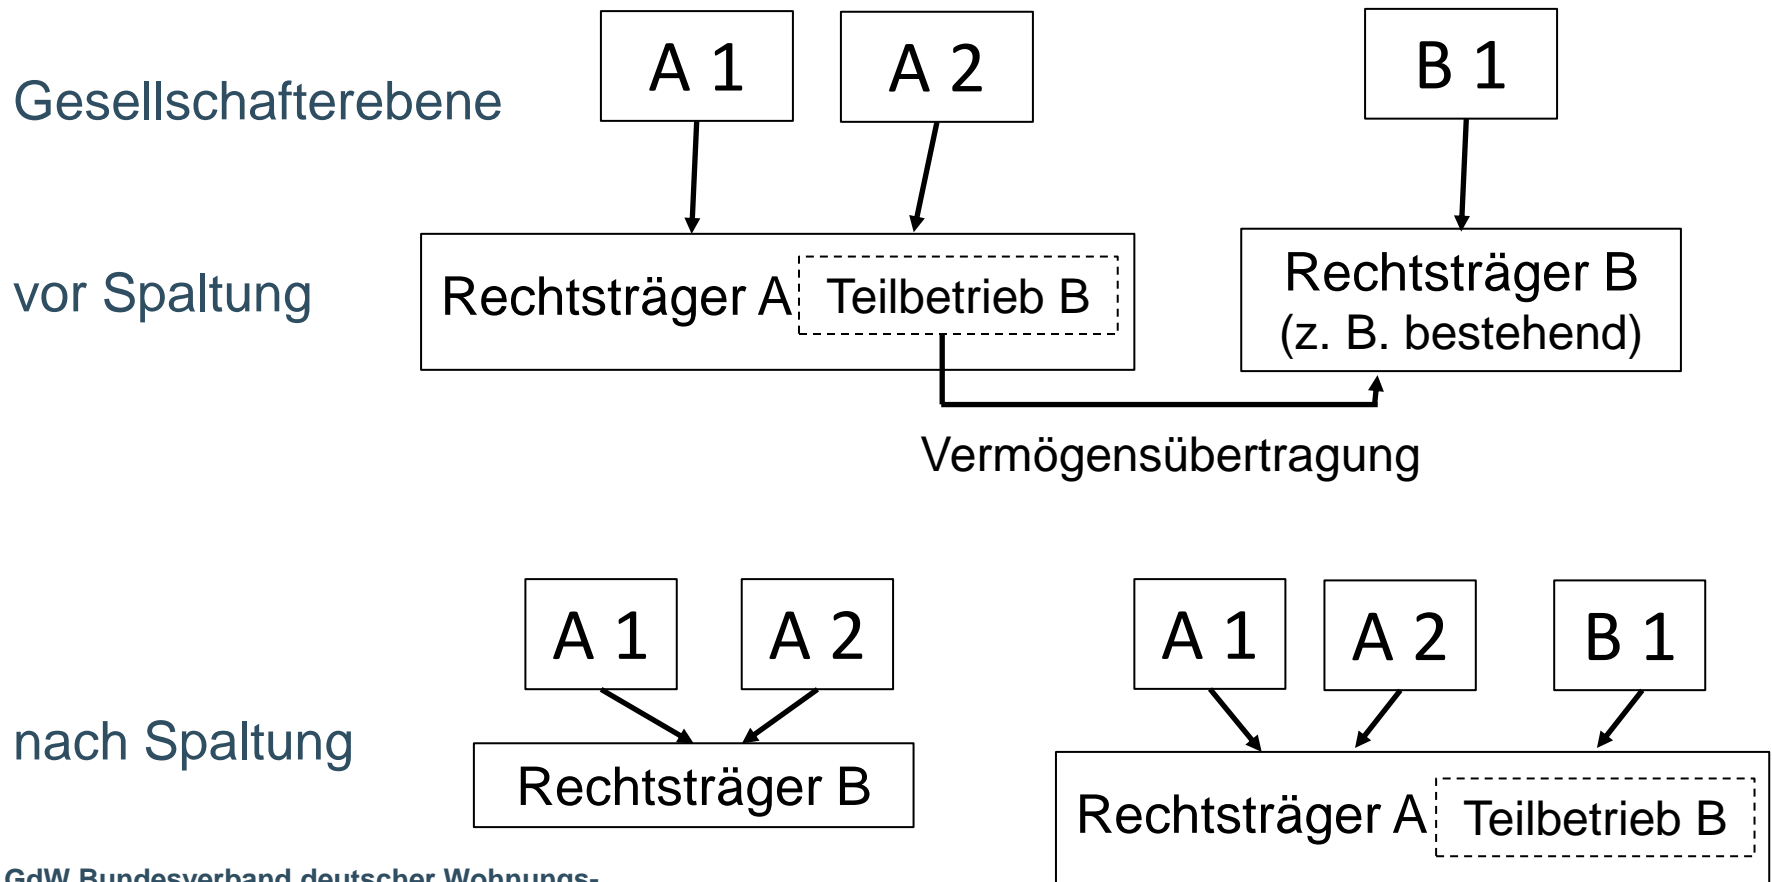 A 1
A 2
B 1
Gesellschafterebene
vor Spaltung
Rechtsträger A
Teilbetrieb B
Rechtsträger B
(z. B. bestehend)
Vermögensübertragung
A 1
A 2
A 1
A 2
B 1
nach Spaltung
Rechtsträger B
Rechtsträger A
Teilbetrieb B
GdW Bundesverband deutscher Wohnungs-